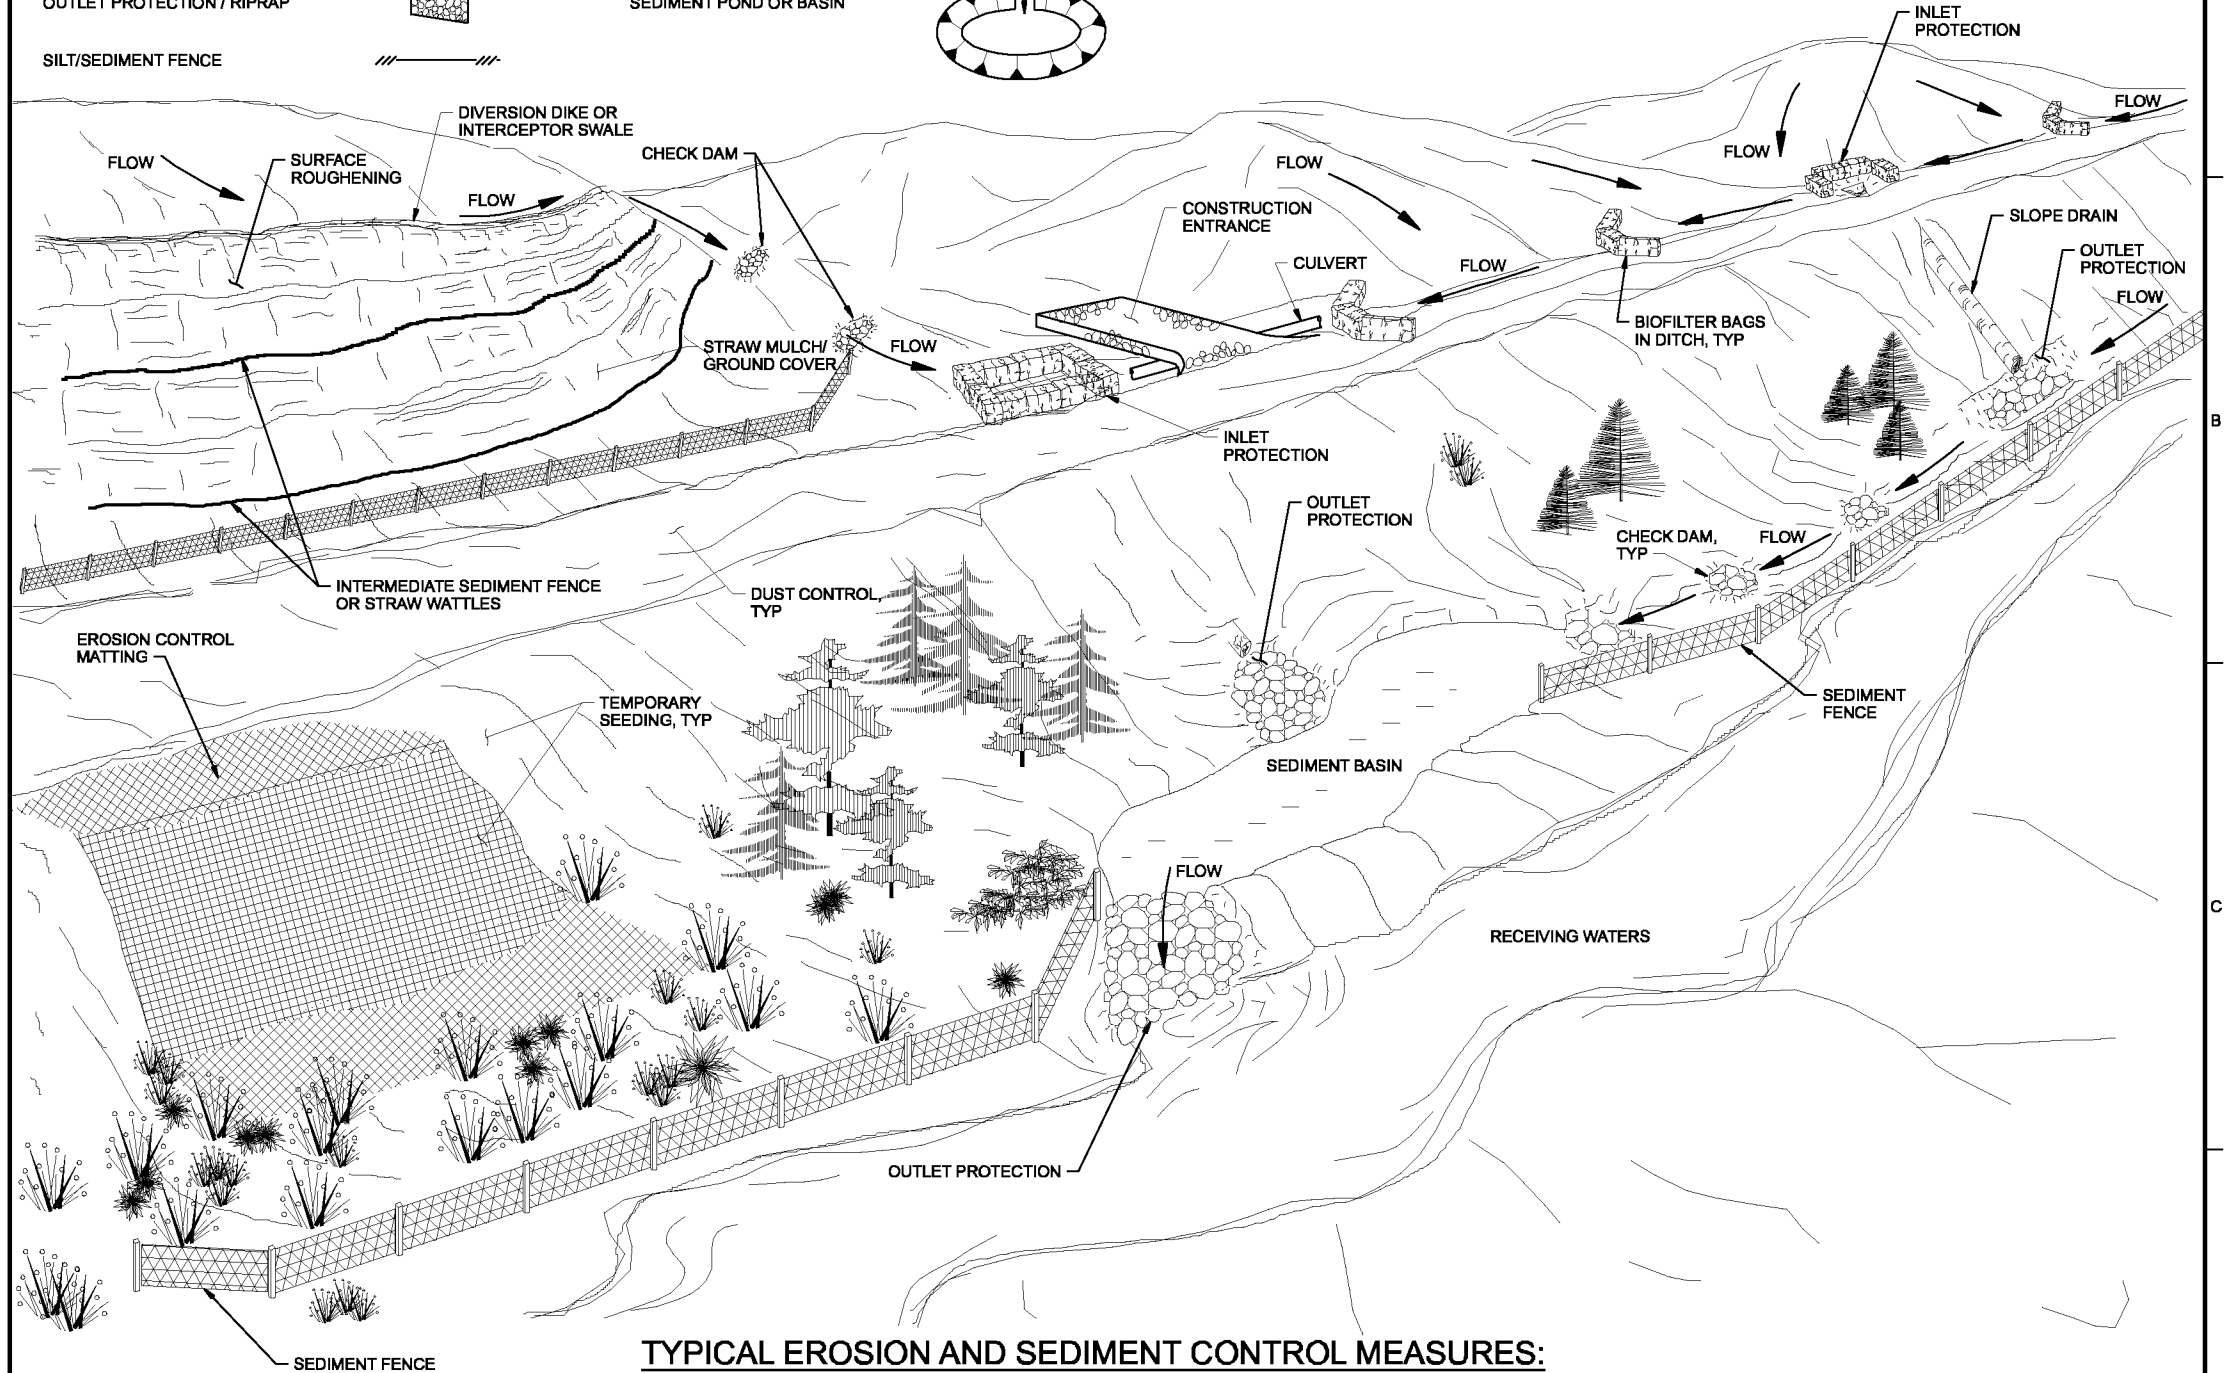 OUTLET PROTECTION / RIPRAP
SEDIMENT POND OR BASIN
SILT/SEDIMENT FENCE
INLET
PROTECTION
DIVERSION DIKE OR
INTERCEPTOR SWALE
FLOW
FLOW
SURFACE
ROUGHENING
CHECK DAM
FLOW
FLOW
FLOW
CONSTRUCTION
ENTRANCE
SLOPE DRAIN
CULVERT
FLOW
OUTLET
PROTECTION
FLOW
BIOFILTER BAGS
IN DITCH, TYP
STRAW MULCH/
GROUND COVER
FLOW
B
INLET
PROTECTION
OUTLET
PROTECTION
CHECK DAM,
TYP
FLOW
INTERMEDIATE SEDIMENT FENCE
OR STRAW WATTLES
DUST CONTROL,
TYP
EROSION CONTROL
MATTING
TEMPORARY
SEEDING, TYP
SEDIMENT
FENCE
SEDIMENT BASIN
FLOW
C
RECEIVING WATERS
OUTLET PROTECTION
SEDIMENT FENCE
TYPICAL EROSION AND SEDIMENT CONTROL MEASURES: